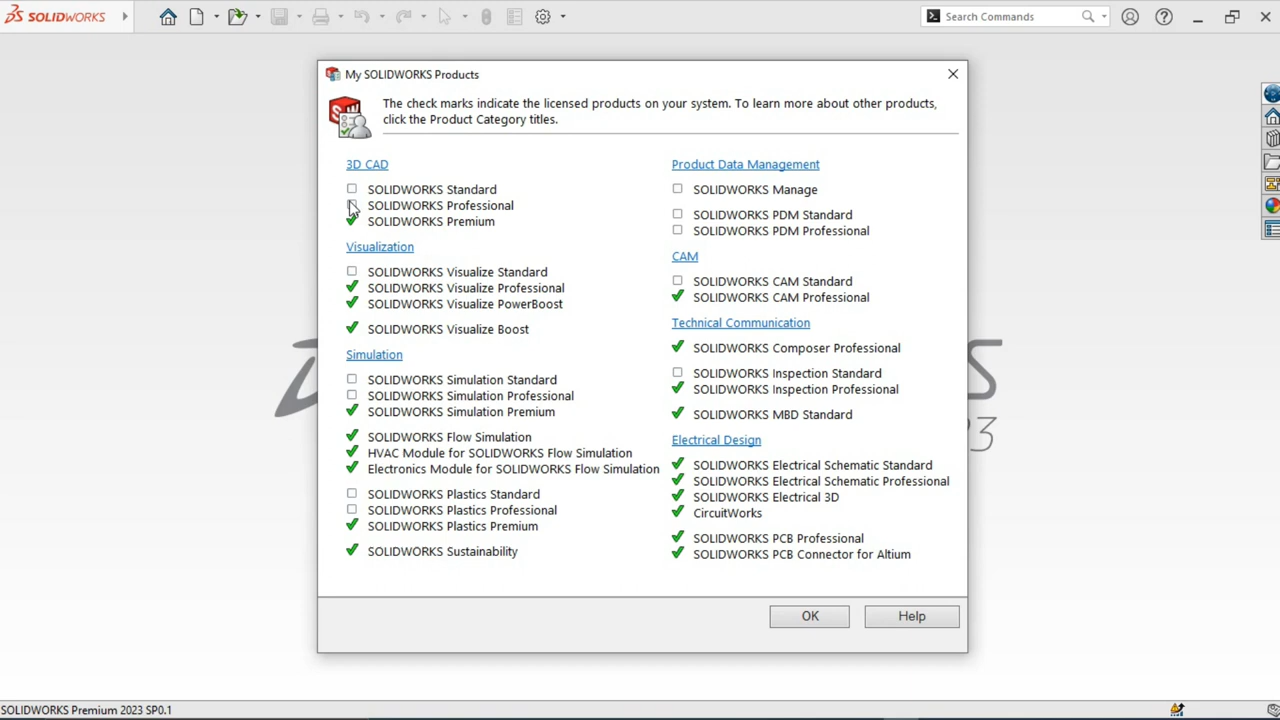 SOLIDWORKS
Search Commands
My SOLIDWORKS Products
The check marks indicate the licensed products on your system. To learn more about other products,
click the Product Category titles.
3D CAD
SOLIDWORKS Standard
SOLIDWORKS Professional
SOLIDWORKS Premium
Visualization
SOLIDWORKS Visualize Standard
SOLIDWORKS Visualize Professional
SOLIDWORKS Visualize PowerBoost
SOLIDWORKS Visualize Boost
Simulation
SOLIDWORKS Simulation Standard
SOLIDWORKS Simulation Professional
SOLIDWORKS Simulation Premium
SOLIDWORKS Flow Simulation
HVAC Module for SOLIDWORKS Flow Simulation
Electronics Module for SOLIDWORKS Flow Simulation
SOLIDWORKS Plastics Standard
SOLIDWORKS Plastics Professional
SOLIDWORKS Plastics Premium
SOLIDWORKS Sustainability
Product Data Management
SOLIDWORKS Manage
SOLIDWORKS PDM Standard
SOLIDWORKS PDM Professional
CAM
SOLIDWORKS CAM Standard
SOLIDWORKS CAM Professional
Technical Communication
SOLIDWORKS Composer Professional
SOLIDWORKS Inspection Standard
SOLIDWORKS Inspection Professional
SOLIDWORKS MBD Standard
Electrical Design
SOLIDWORKS Electrical Schematic Standard
SOLIDWORKS Electrical Schematic Professional
SOLIDWORKS Electrical 3D
CircuitWorks
SOLIDWORKS PCB Professional
SOLIDWORKS PCB Connector for Altium
OK
Help
SOLIDWORKS Premium 2023 SP0.1